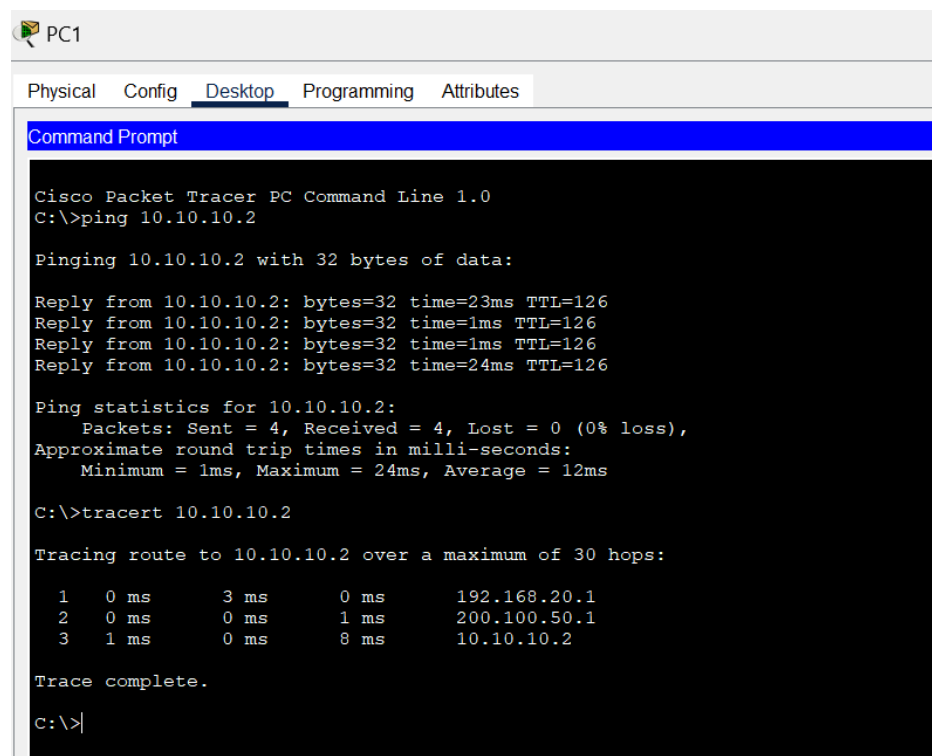 PC1
Physical Config Desktop Programming Attributes
Command Prompt
Cisco Packet Tracer PC Command Line 1.0
C:\>ping 10.10.10.2
Pinging 10.10.10.2 with 32 bytes of data:
Reply from 10.10.10.2: bytes=32 time=23ms TTL=126
Reply from 10.10.10.2: bytes=32 time=1ms TTL=126
Reply from 10.10.10.2: bytes=32 time=1ms TTL=126
Reply from 10.10.10.2: bytes=32 time=24ms TTL=126
Ping statistics for 10.10.10.2:
Packets: Sent = 4, Received = 4, Lost = 0 (0% loss),
Approximate round trip times in milli-seconds:
Minimum = 1ms, Maximum = 24ms, Average = 12ms
C:\>tracert 10.10.10.2
Tracing route to 10.10.10.2 over a maximum of 30 hops:
1 0 ms 3 ms 0 ms 192.168.20.1
2 0 ms 0 ms 1 ms 200.100.50.1
3 1 ms 0 ms 8 ms 10.10.10.2
Trace complete.
C:\>